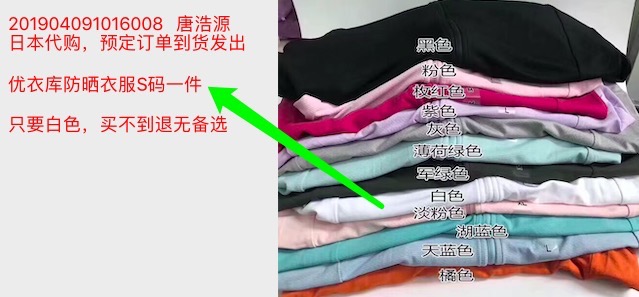 201904091016008 唐浩源
日本代购，预定订单到货发出
优衣库防晒衣服S码一件
只要白色，买不到退无备选
黑色
粉色
枚红色
紫色
灰色
薄荷绿色
军绿色
白色
淡粉色
湖蓝色
天蓝色
橘色